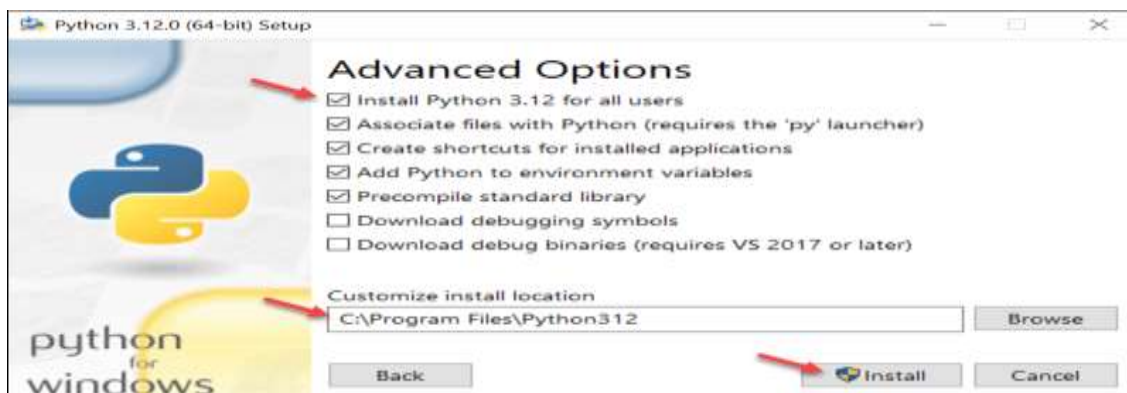 Python 3.12.0 (64-bit) Setup
Advanced Options
Install Python 3.12 for all users
Associate files with Python (requires the 'py' launcher)
Create shortcuts for installed applications
Add Python to environment variables
Precompile standard library
Download debugging symbols
Download debug binaries (requires VS 2017 or later)
Customize install location
C:\Program Files\Python312
Browse
python
for
windows
Back
Install
Cancel